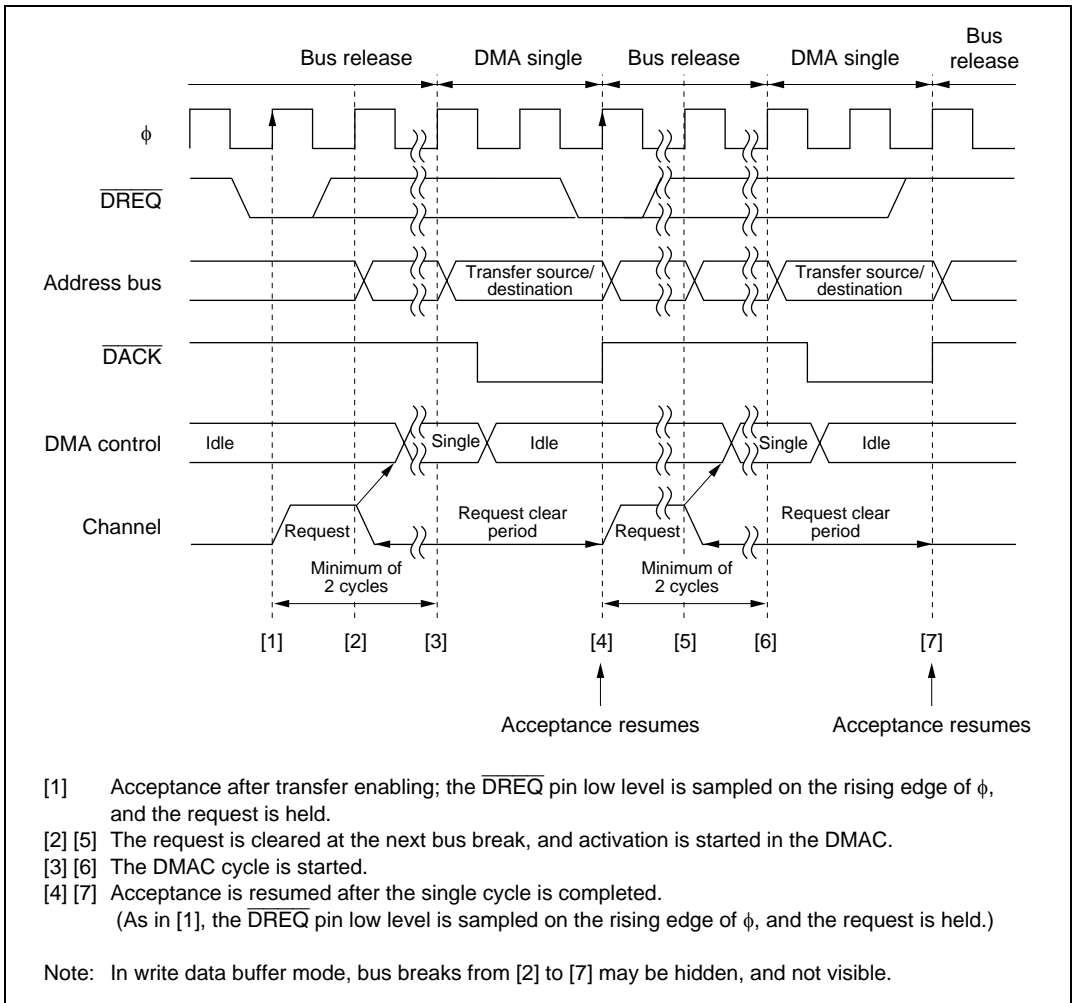 Bus release
DMA single
Bus release
DMA single
Bus
release
ϕ
DREQ
Address bus
Transfer source/
destination
Transfer source/
destination
DACK
DMA control
Idle
Single
Idle
Single
Idle
Channel
Request
Request clear
period
Request
Request clear
period
Minimum of
2 cycles
Minimum of
2 cycles
[1] [2] [3] [4] [5] [6] [7]
Acceptance resumes
Acceptance resumes
[1] Acceptance after transfer enabling; the DREQ pin low level is sampled on the rising edge of ϕ,
and the request is held.
[2] [5] The request is cleared at the next bus break, and activation is started in the DMAC.
[3] [6] The DMAC cycle is started.
[4] [7] Acceptance is resumed after the single cycle is completed.
(As in [1], the DREQ pin low level is sampled on the rising edge of ϕ, and the request is held.)
Note: In write data buffer mode, bus breaks from [2] to [7] may be hidden, and not visible.